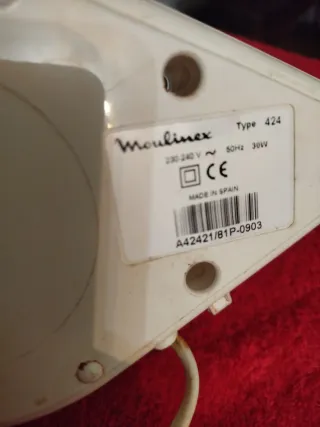 Moulinex Type 424
230-240 V ~ 50Hz 30W
CE
MADE IN SPAIN
A42421/81P-0903